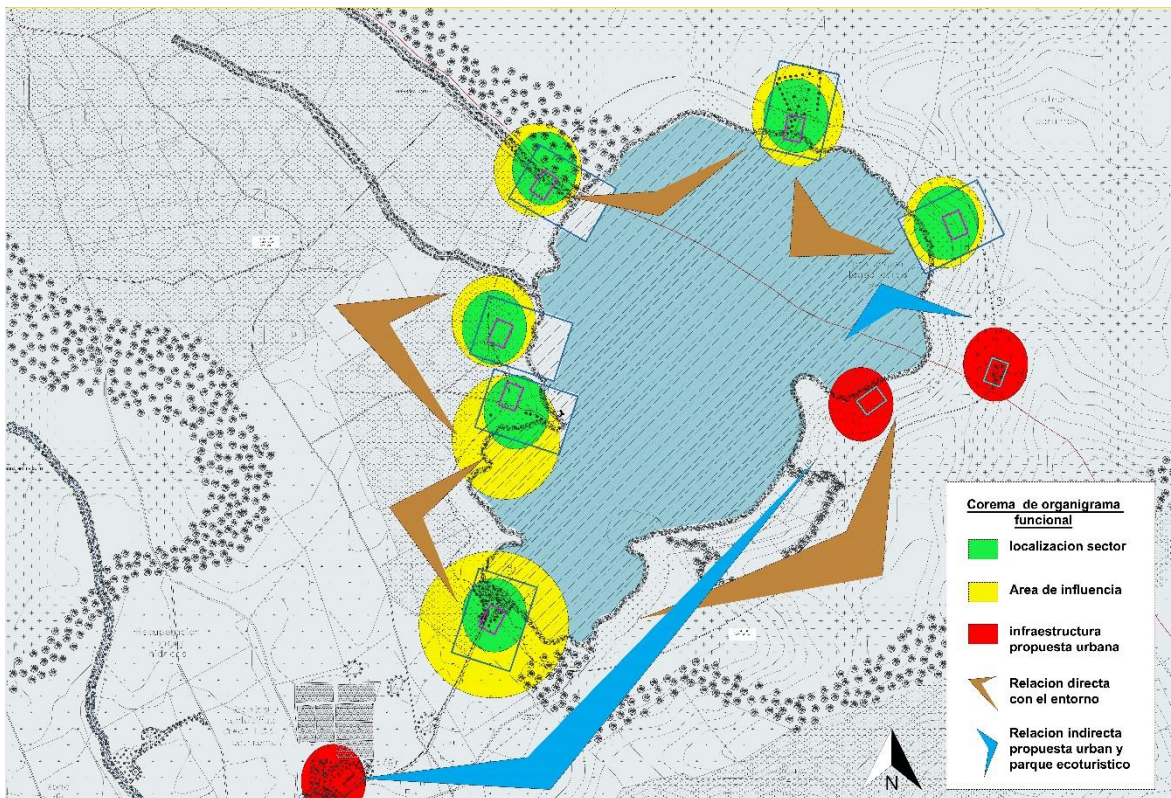 Corema de organigrama
funcional
localizacion sector
Area de influencia
infraestructura
propuesta urbana
Relacion directa
con el entorno
Relacion indirecta
propuesta urban y
parque ecoturistico
N